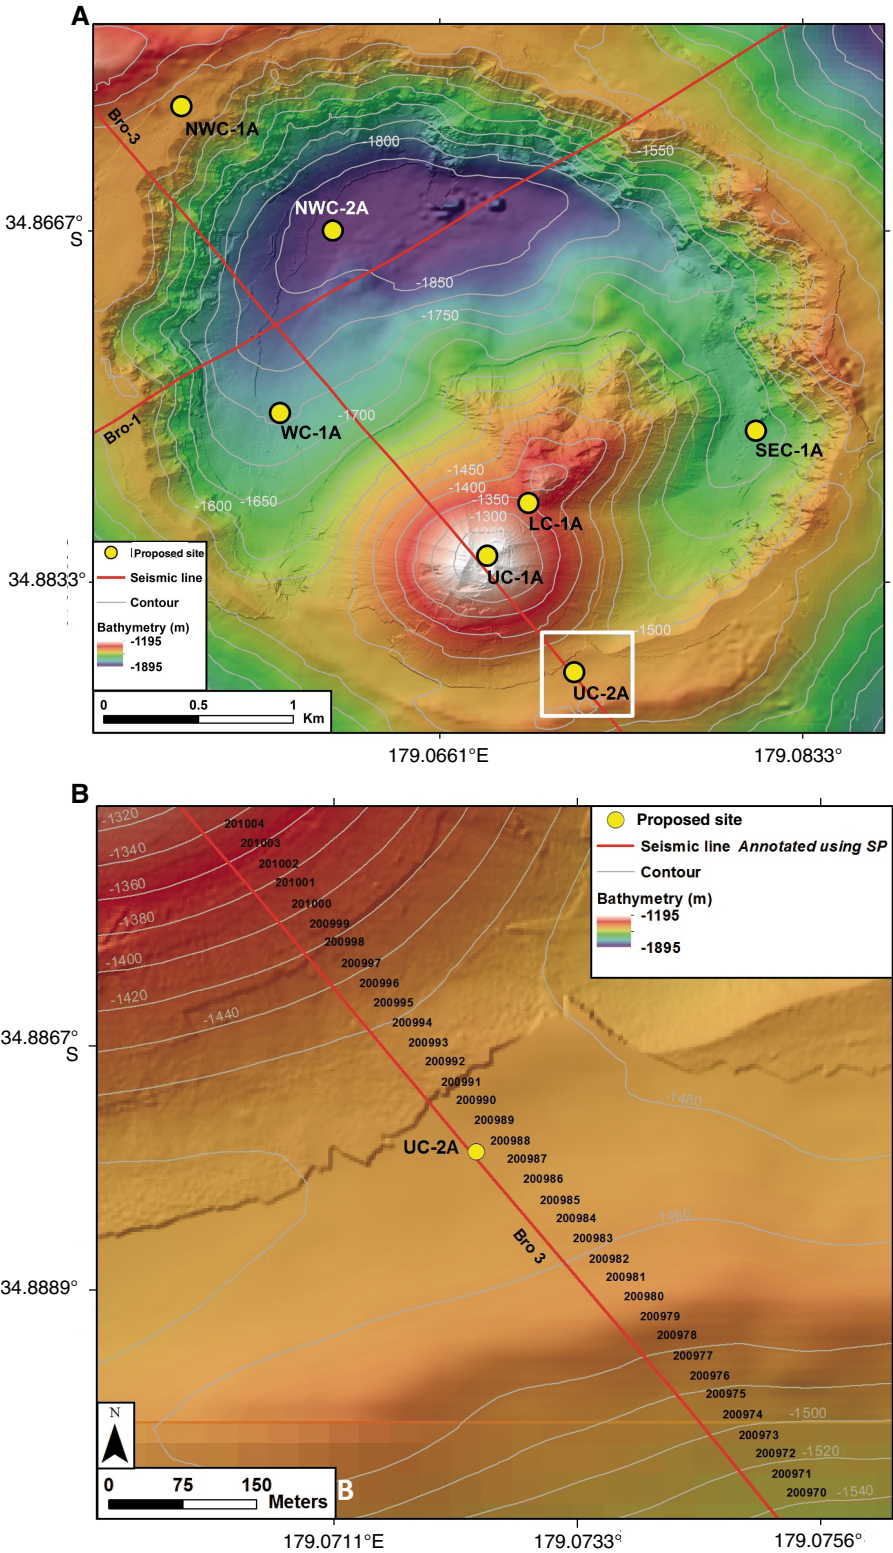 A
Bro-3
NWC-1A
-1800
-1550
34.8667°
S
NWC-2A
-1850
-1750
Bro-1
-1700
WC-1A
SEC-1A
-1450
-1400
-1350
-1300
-1600
-1650
LC-1A
UC-1A
34.8833°
-1500
UC-2A
Proposed site
Seismic line
Contour
Bathymetry (m)
-1195
-1895
0 0.5 1
Km
179.0661°E 179.0833°
B
-1320
-1340
-1360
-1380
-1400
-1420
-1440
201004
201003
201002
201001
201000
200999
200998
200997
200996
200995
200994
200993
200992
200991
200990
200989
200988
200987
200986
200985
200984
200983
200982
200981
200980
200979
200978
200977
200976
200975
200974
200973
200972
200971
200970
Proposed site
Seismic line Annotated using SP
Contour
Bathymetry (m)
-1195
-1895
34.8867°
S
-1480
UC-2A
-1460
Bro 3
34.8889°
-1500
-1520
-1540
N
0 75 150
Meters
B
179.0711°E 179.0733° 179.0756°